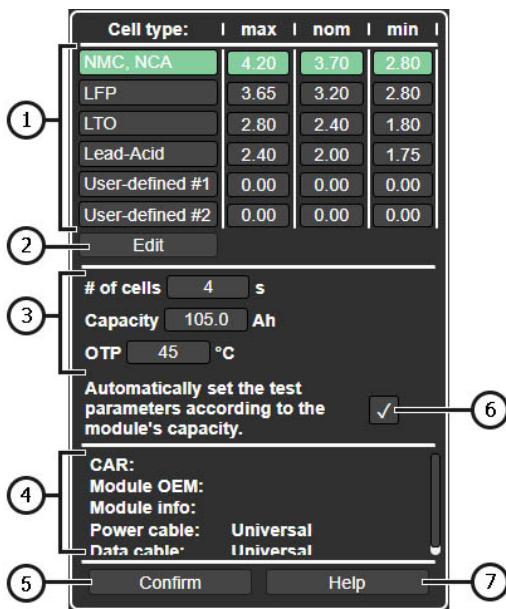 Cell type: | max | nom | min |
NMC, NCA 4.20 3.70 2.80
LFP 3.65 3.20 2.80
1 LTO 2.80 2.40 1.80
Lead-Acid 2.40 2.00 1.75
User-defined #1 0.00 0.00 0.00
User-defined #2 0.00 0.00 0.00
2 Edit
# of cells 4 s
3 Capacity 105.0 Ah
OTP 45 °C
Automatically set the test
parameters according to the ✓ 6
module's capacity.
CAR:
4 Module OEM:
Module info:
Power cable: Universal
Data cable: Universal
5 Confirm Help 7